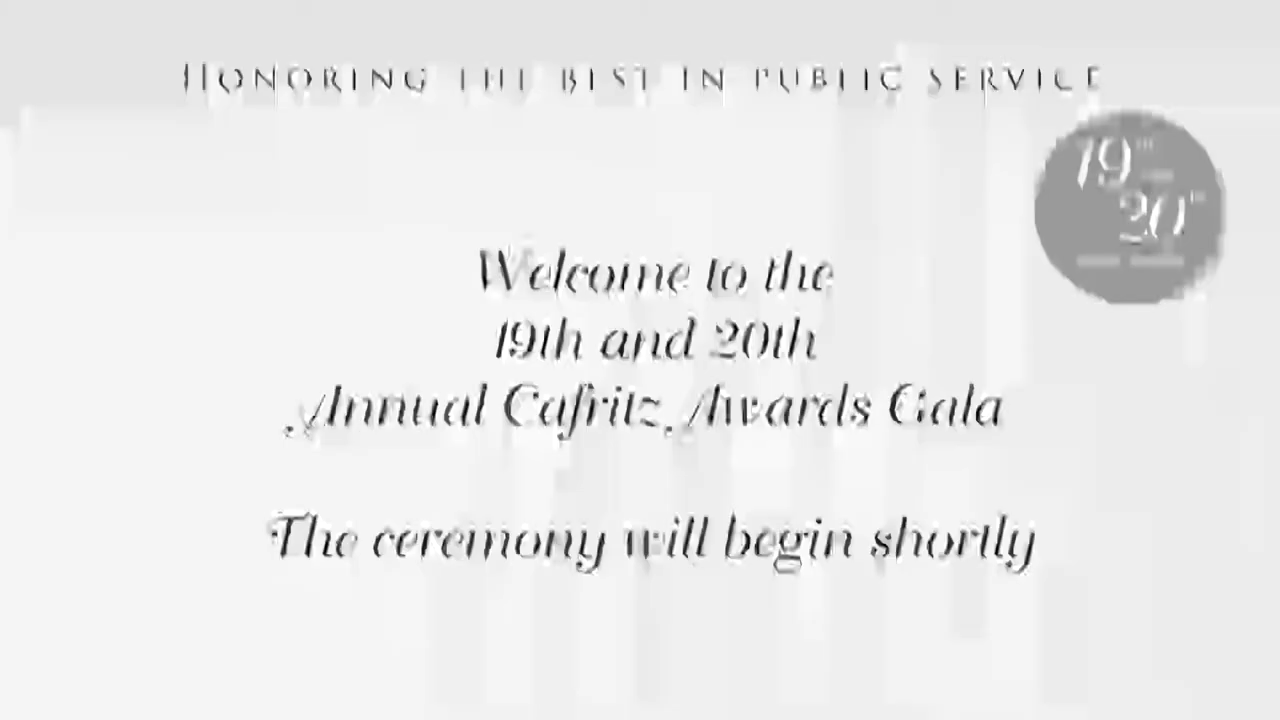 HONORING THE BEST IN PUBLIC SERVICE
19th
20th
Welcome to the
19th and 20th
Annual Cafritz Awards Gala
The ceremony will begin shortly